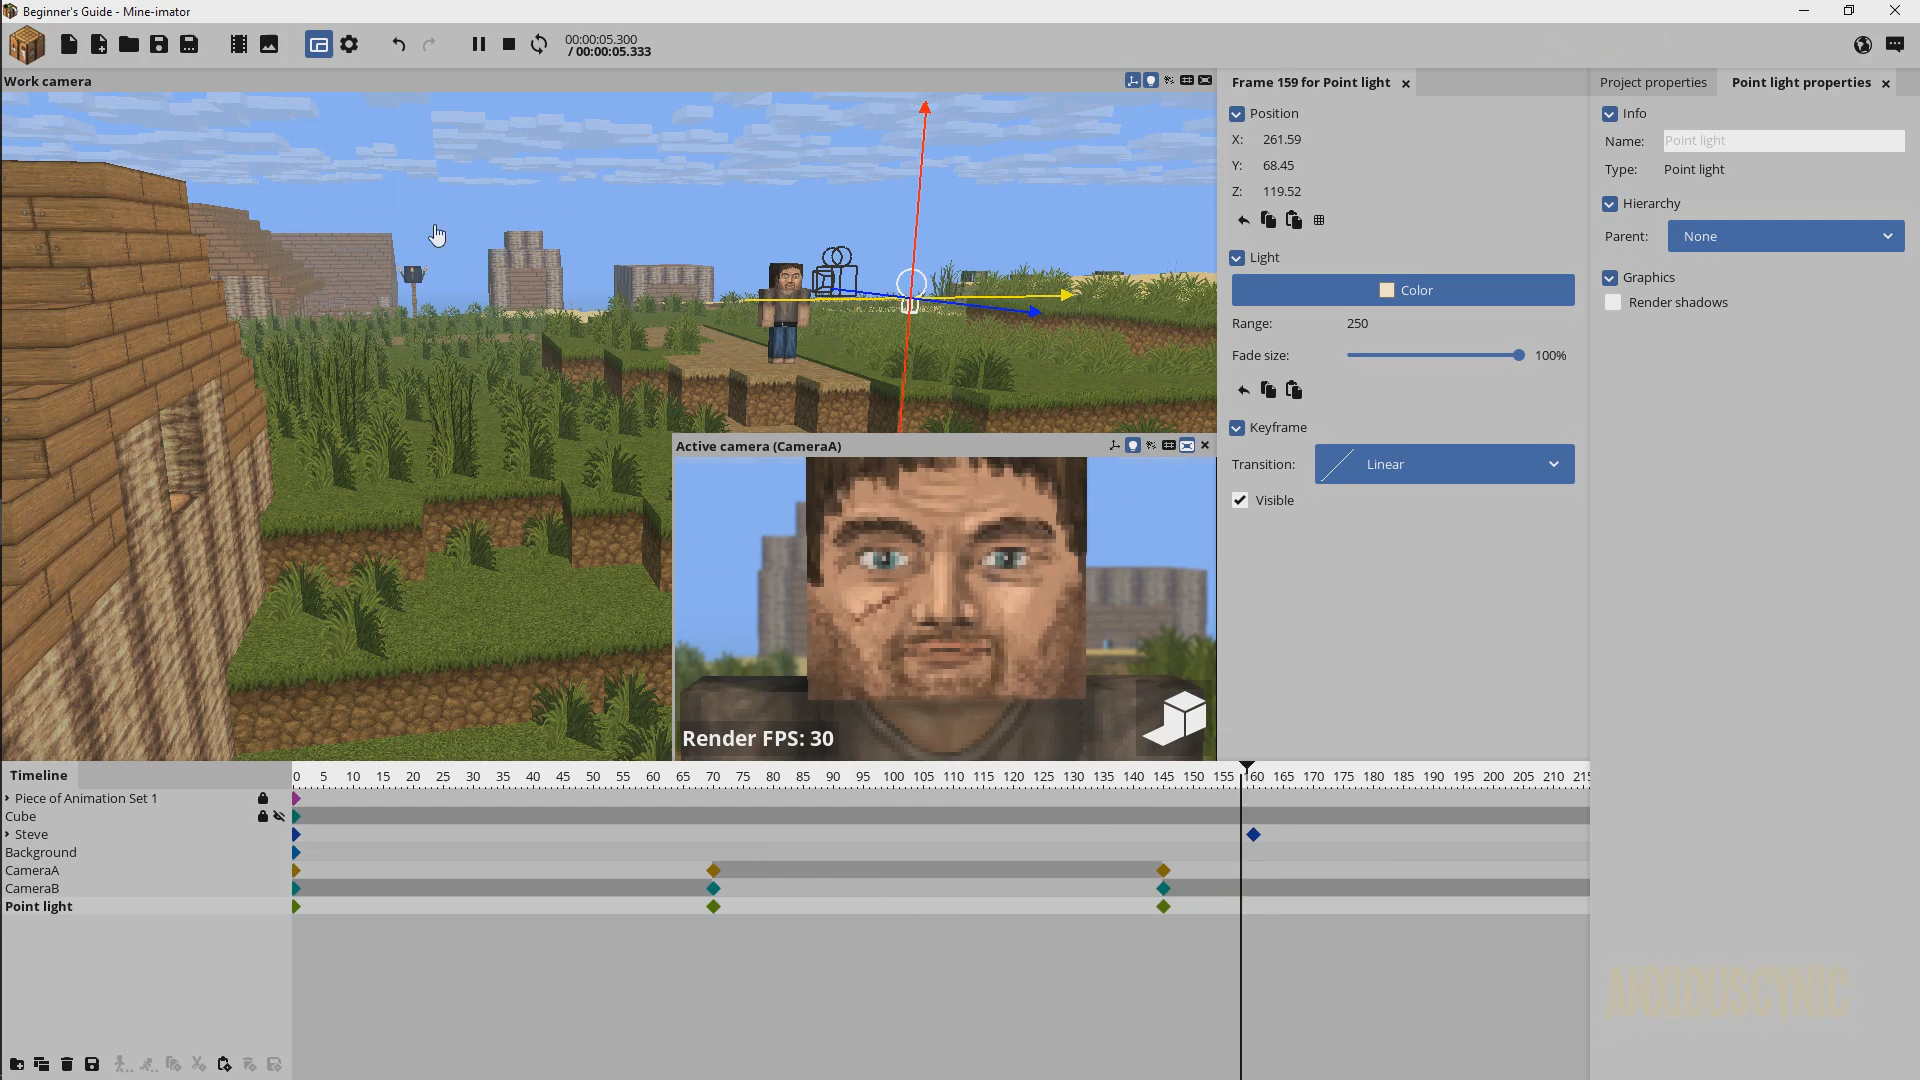 Beginner's Guide - Mine-imator
00:00:05.300
/ 00:00:05.333
Work camera
Frame 159 for Point light
Position
X: 261.59
Y: 68.45
Z: 119.52
Light
Color
Range: 250
Fade size: 100%
Keyframe
Transition: Linear
Visible
Project properties
Point light properties
Info
Name: Point light
Type: Point light
Hierarchy
Parent: None
Graphics
Render shadows
Active camera (CameraA)
Render FPS: 30
Timeline
0 5 10 15 20 25 30 35 40 45 50 55 60 65 70 75 80 85 90 95 100 105 110 115 120 125 130 135 140 145 150 155 160 165 170 175 180 185 190 195 200 205 210 215
Piece of Animation Set 1
Cube
Steve
Background
CameraA
CameraB
Point light
ANXIOUSCYNIC